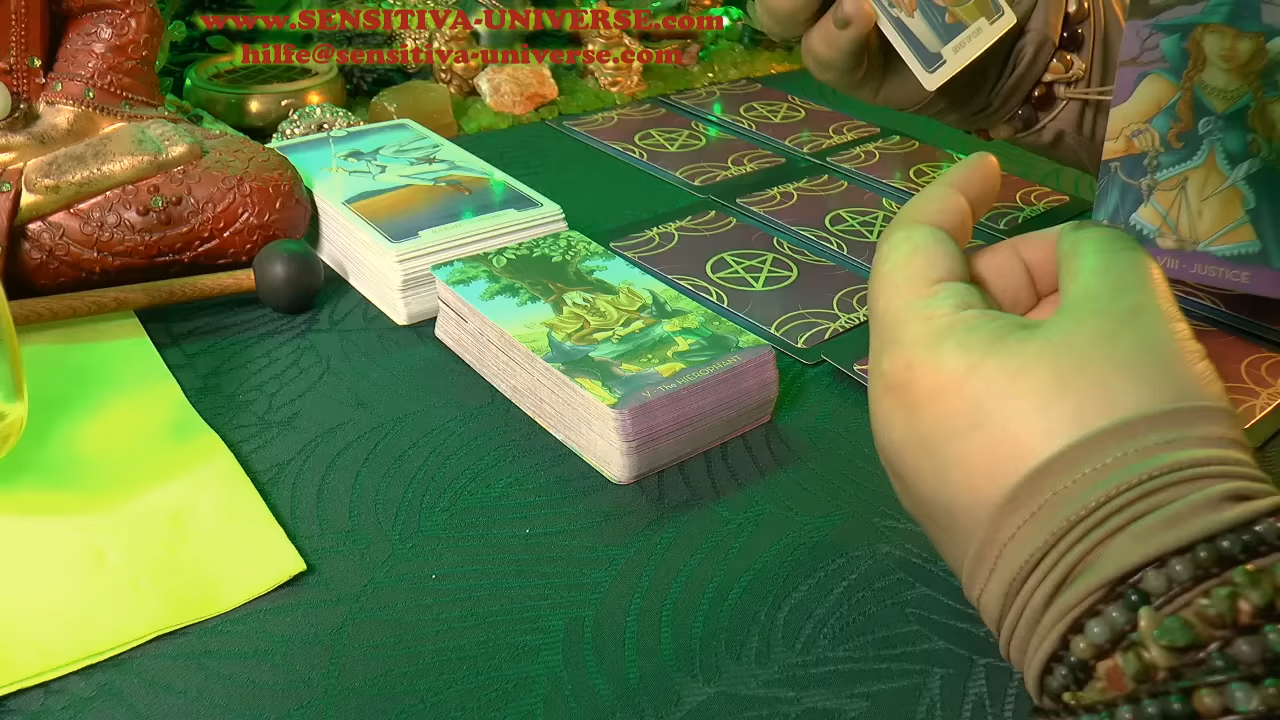 www.SENSITIVA-UNIVERSE.com
hilfe@sensitiva-universe.com
VIII - JUSTICE
V - The HIEROPHANT